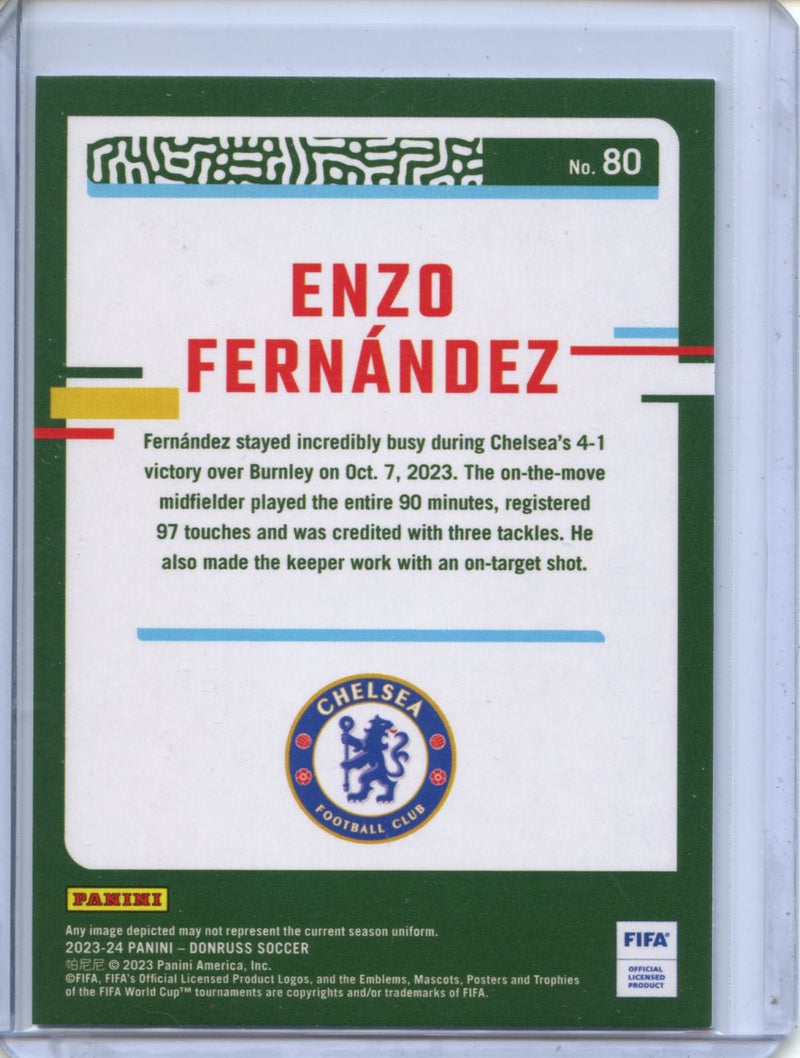 No. 80
ENZO
FERNÁNDEZ
Fernández stayed incredibly busy during Chelsea's 4-1
victory over Burnley on Oct. 7, 2023. The on-the-move
midfielder played the entire 90 minutes, registered
97 touches and was credited with three tackles. He
also made the keeper work with an on-target shot.
CHELSEA
FOOTBALL CLUB
PANINI
Any image depicted may not represent the current season uniform.
2023-24 PANINI – DONRUSS SOCCER
帕尼尼 © 2023 Panini America, Inc.
©FIFA, FIFA's Official Licensed Product Logos, and the Emblems, Mascots, Posters and Trophies
of the FIFA World Cup™ tournaments are copyrights and/or trademarks of FIFA.
FIFA®
OFFICIAL
LICENSED
PRODUCT